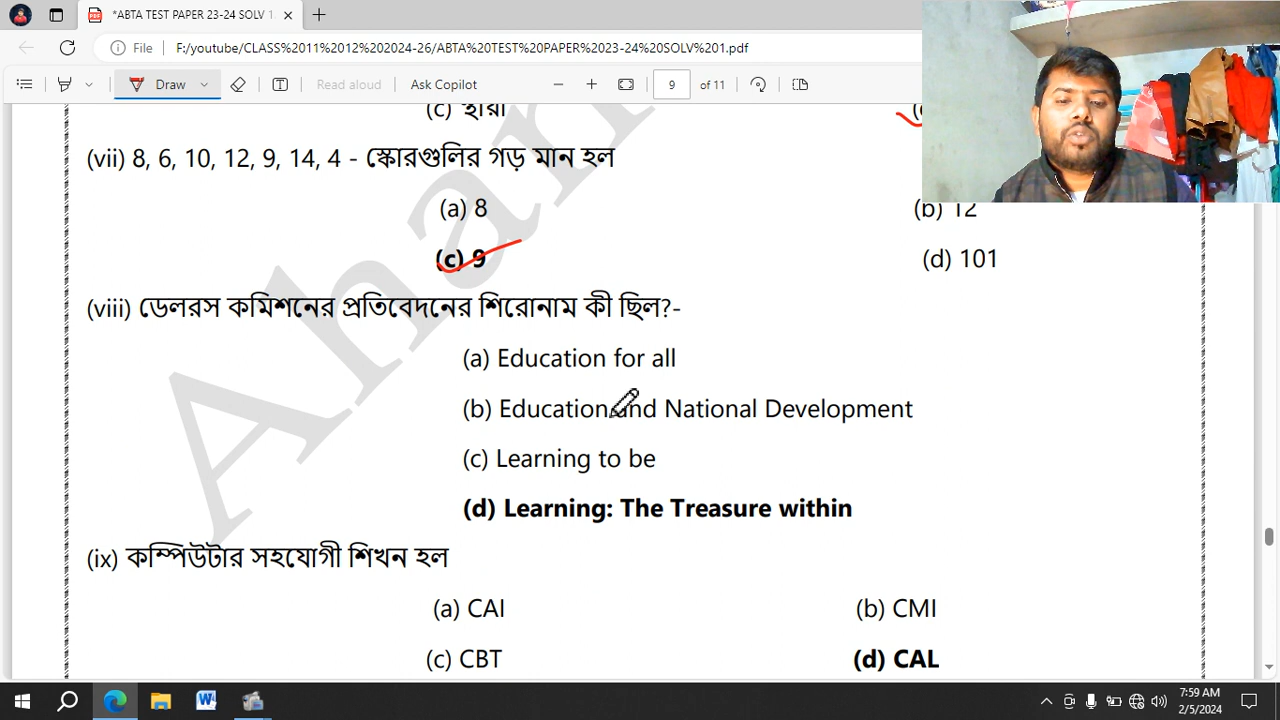 *ABTA TEST PAPER 23-24 SOLV 1.
File F:/youtube/CLASS%2011%2012%202024-26/ABTA%20TEST%20PAPER%2023-24%20SOLV%201.pdf
Draw Read aloud Ask Copilot 9 of 11
(c) হীরা
(vii) 8, 6, 10, 12, 9, 14, 4 - স্কোরগুলির গড় মান হল
(a) 8 (b) 12
(c) 9 (d) 101
(viii) ডেলরস কমিশনের প্রতিবেদনের শিরোনাম কী ছিল?-
(a) Education for all
(b) Education and National Development
(c) Learning to be
(d) Learning: The Treasure within
(ix) কম্পিউটার সহযোগী শিখন হল
(a) CAI (b) CMI
(c) CBT (d) CAL
7:59 AM
2/5/2024